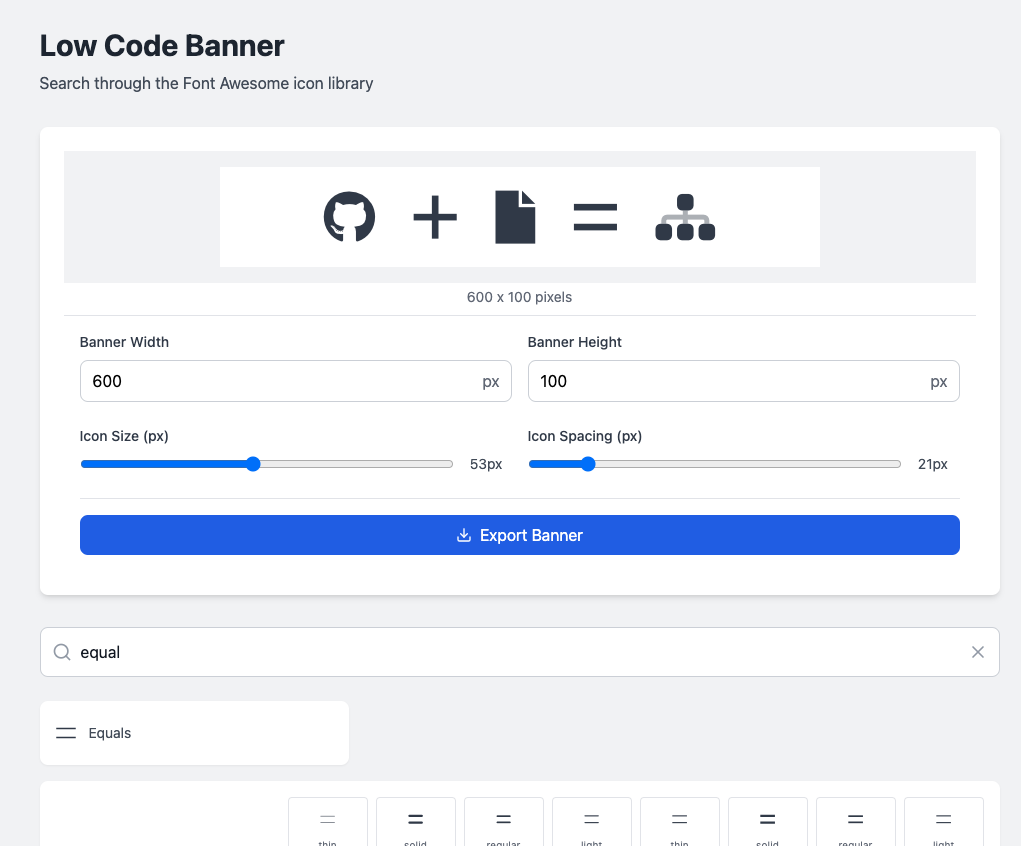 Low Code Banner
Search through the Font Awesome icon library
600 x 100 pixels
Banner Width
Banner Height
600 px
100 px
Icon Size (px)
Icon Spacing (px)
53px
21px
Export Banner
equal
Equals
thin solid regular light thin solid regular light